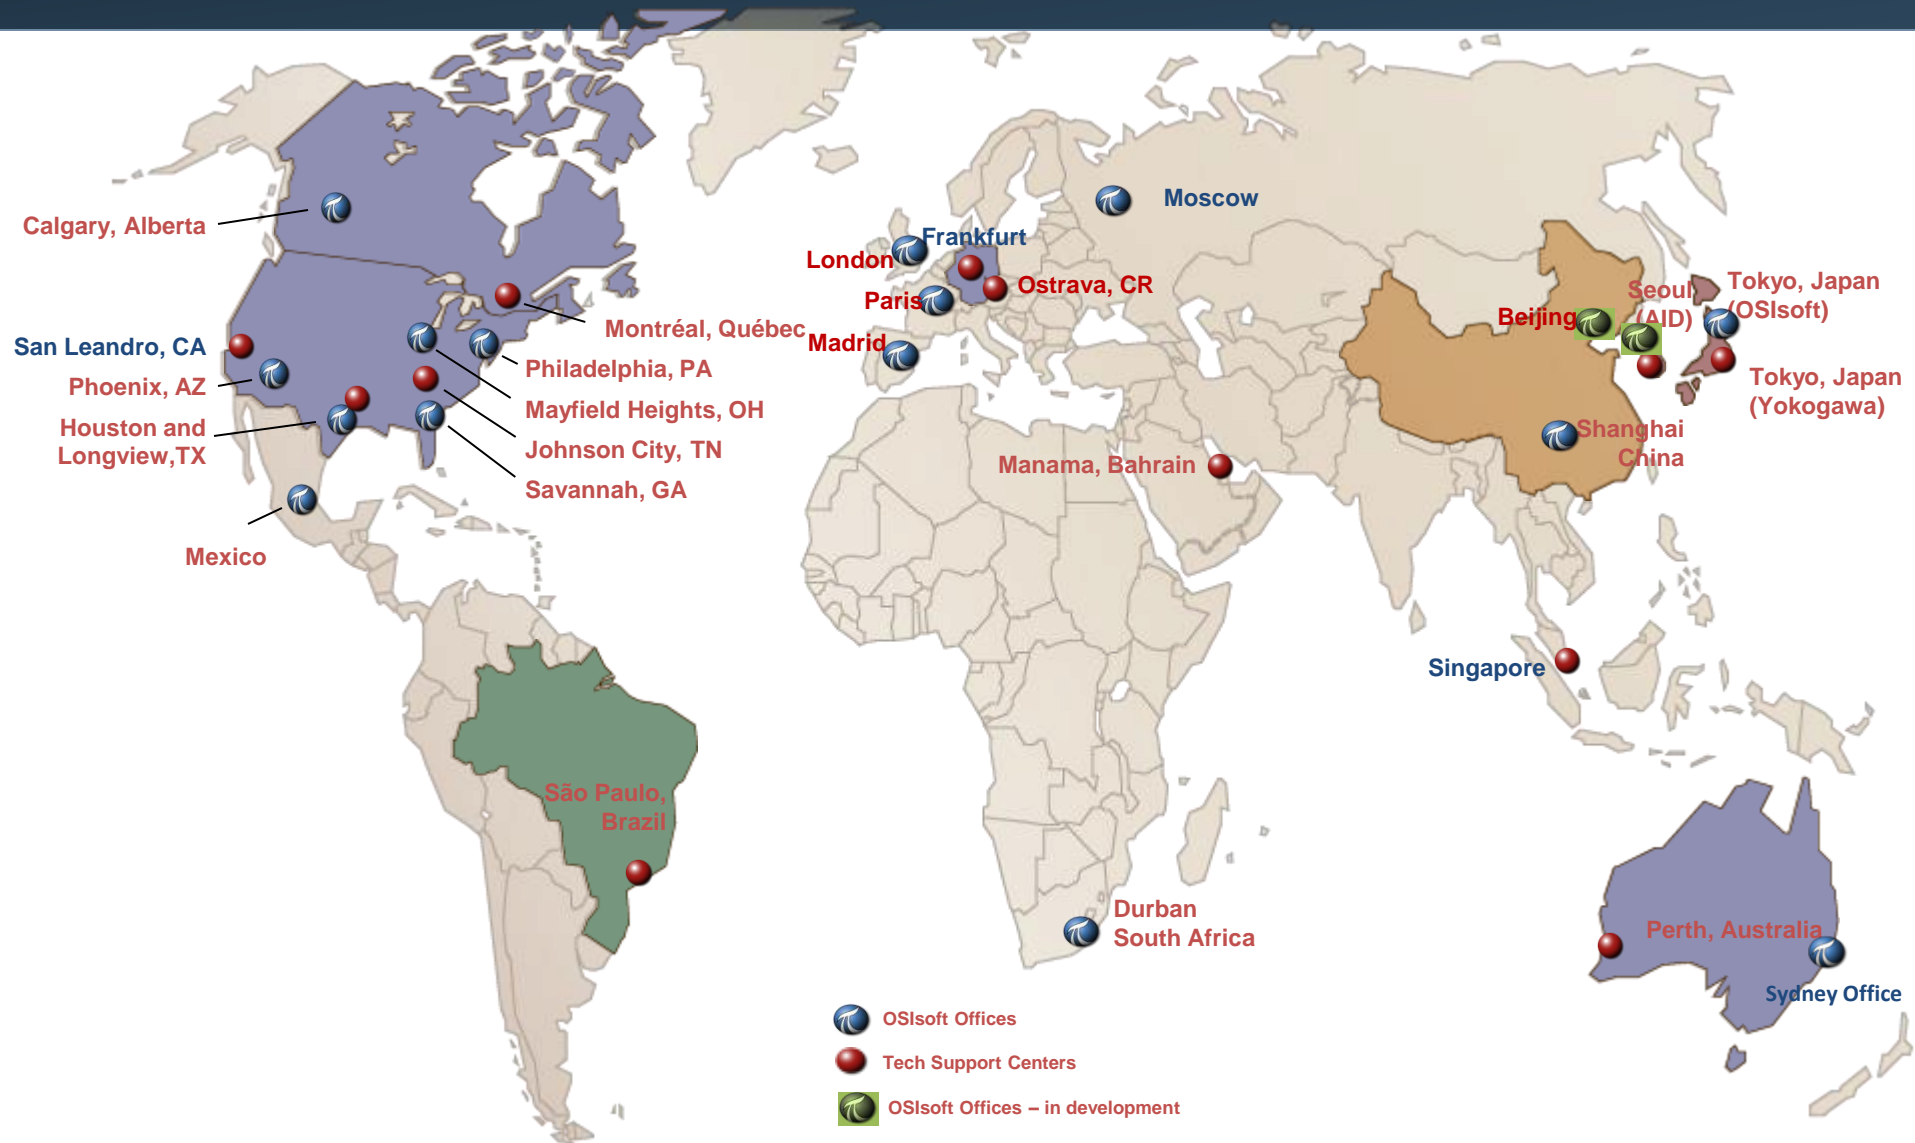 Calgary, Alberta
San Leandro, CA
Phoenix, AZ
Houston and
Longview,TX
Mexico
Montréal, Québec
Philadelphia, PA
Mayfield Heights, OH
Johnson City, TN
Savannah, GA
São Paulo,
Brazil
Moscow
Frankfurt
London
Ostrava, CR
Paris
Madrid
Manama, Bahrain
Durban
South Africa
Beijing
Seoul
(AID)
Tokyo, Japan
(OSIsoft)
Tokyo, Japan
(Yokogawa)
Shanghai
China
Singapore
Perth, Australia
Sydney Office
OSIsoft Offices
Tech Support Centers
OSIsoft Offices – in development